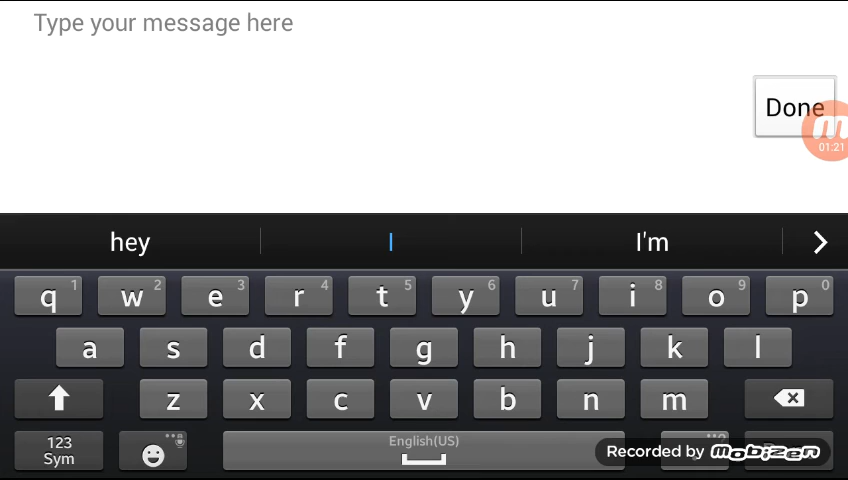 Type your message here
Done
01:21
hey I I'm
q 1 w 2 e 3 r 4 t 5 y 6 u 7 i 8 o 9 p 0
a s d f g h j k l
z x c v b n m
123
Sym
English(US)
Recorded by mobizen